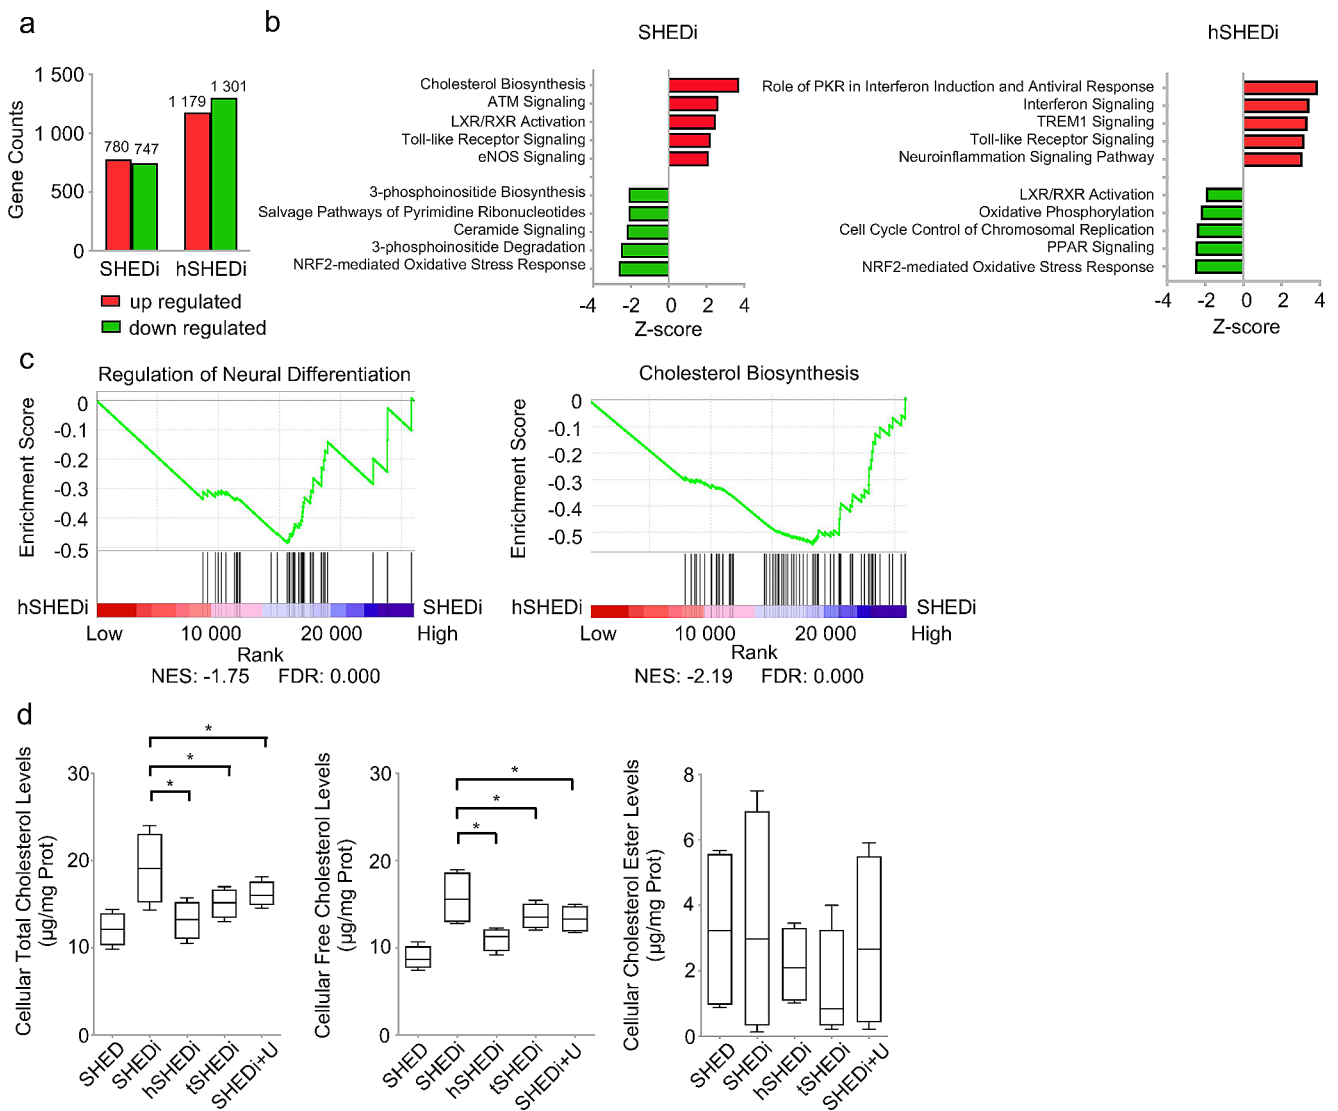 a
Gene Counts
1 500
1 000
500
0
780
747
1 179
1 301
SHEDi
hSHEDi
up regulated
down regulated
b
SHEDi
Cholesterol Biosynthesis
ATM Signaling
LXR/RXR Activation
Toll-like Receptor Signaling
eNOS Signaling
3-phosphoinositide Biosynthesis
Salvage Pathways of Pyrimidine Ribonucleotides
Ceramide Signaling
3-phosphoinositide Degradation
NRF2-mediated Oxidative Stress Response
-4 -2 0 2 4
Z-score
hSHEDi
Role of PKR in Interferon Induction and Antiviral Response
Interferon Signaling
TREM1 Signaling
Toll-like Receptor Signaling
Neuroinflammation Signaling Pathway
LXR/RXR Activation
Oxidative Phosphorylation
Cell Cycle Control of Chromosomal Replication
PPAR Signaling
NRF2-mediated Oxidative Stress Response
-4 -2 0 2 4
Z-score
c
Regulation of Neural Differentiation
Enrichment Score
0
-0.1
-0.2
-0.3
-0.4
-0.5
hSHEDi
SHEDi
Low 10 000 20 000 High
Rank
NES: -1.75 FDR: 0.000
Cholesterol Biosynthesis
Enrichment Score
0
-0.1
-0.2
-0.3
-0.4
-0.5
hSHEDi
SHEDi
Low 10 000 20 000 High
Rank
NES: -2.19 FDR: 0.000
d
Cellular Total Cholesterol Levels
(µg/mg Prot)
30
20
10
0
*
*
*
SHED
SHEDi
hSHEDi
tSHEDi
SHEDi+U
Cellular Free Cholesterol Levels
(µg/mg Prot)
30
20
10
0
*
*
*
SHED
SHEDi
hSHEDi
tSHEDi
SHEDi+U
Cellular Cholesterol Ester Levels
(µg/mg Prot)
8
6
4
2
0
SHED
SHEDi
hSHEDi
tSHEDi
SHEDi+U